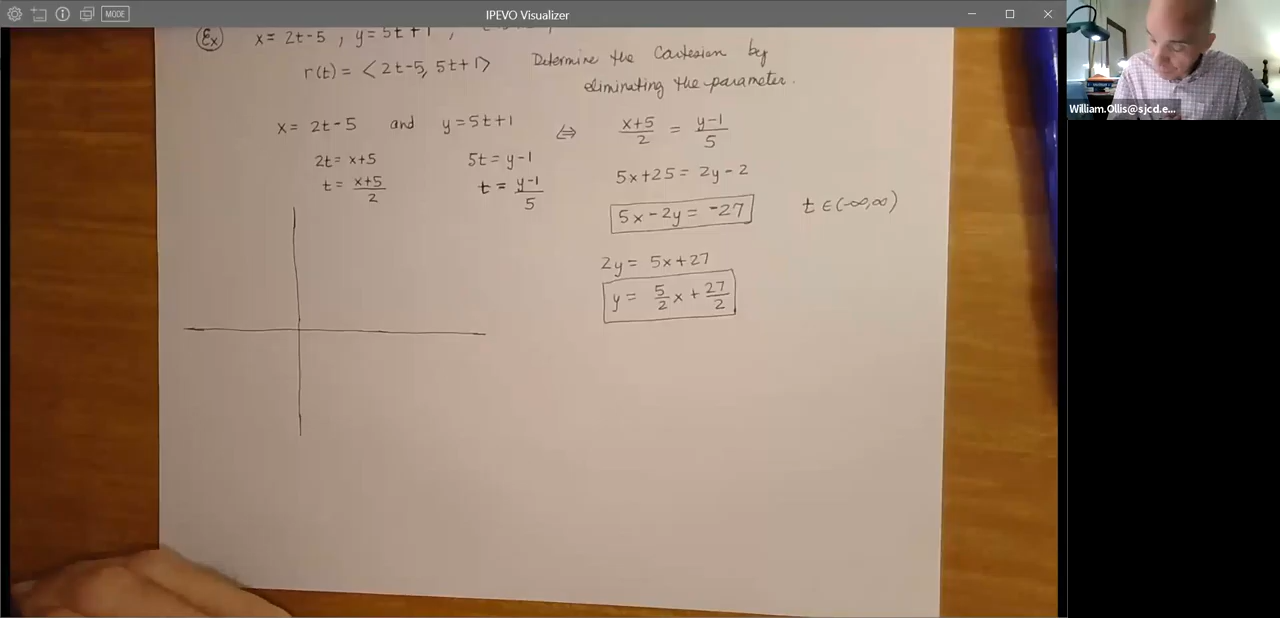 MODE
IPEVO Visualizer
Ex x = 2t-5 , y = 5t+1 ,
r(t) = <2t-5, 5t+1> Determine the Cartesian by
eliminating the parameter.
x = 2t-5 and y = 5t+1 ⇔ (x+5)/2 = (y-1)/5
2t = x+5 5t = y-1
t = (x+5)/2 t = (y-1)/5
5x+25 = 2y-2
5x-2y = -27 t ∈ (-∞,∞)
2y = 5x+27
y = 5/2 x + 27/2
William.Ollis@sjcd.e...